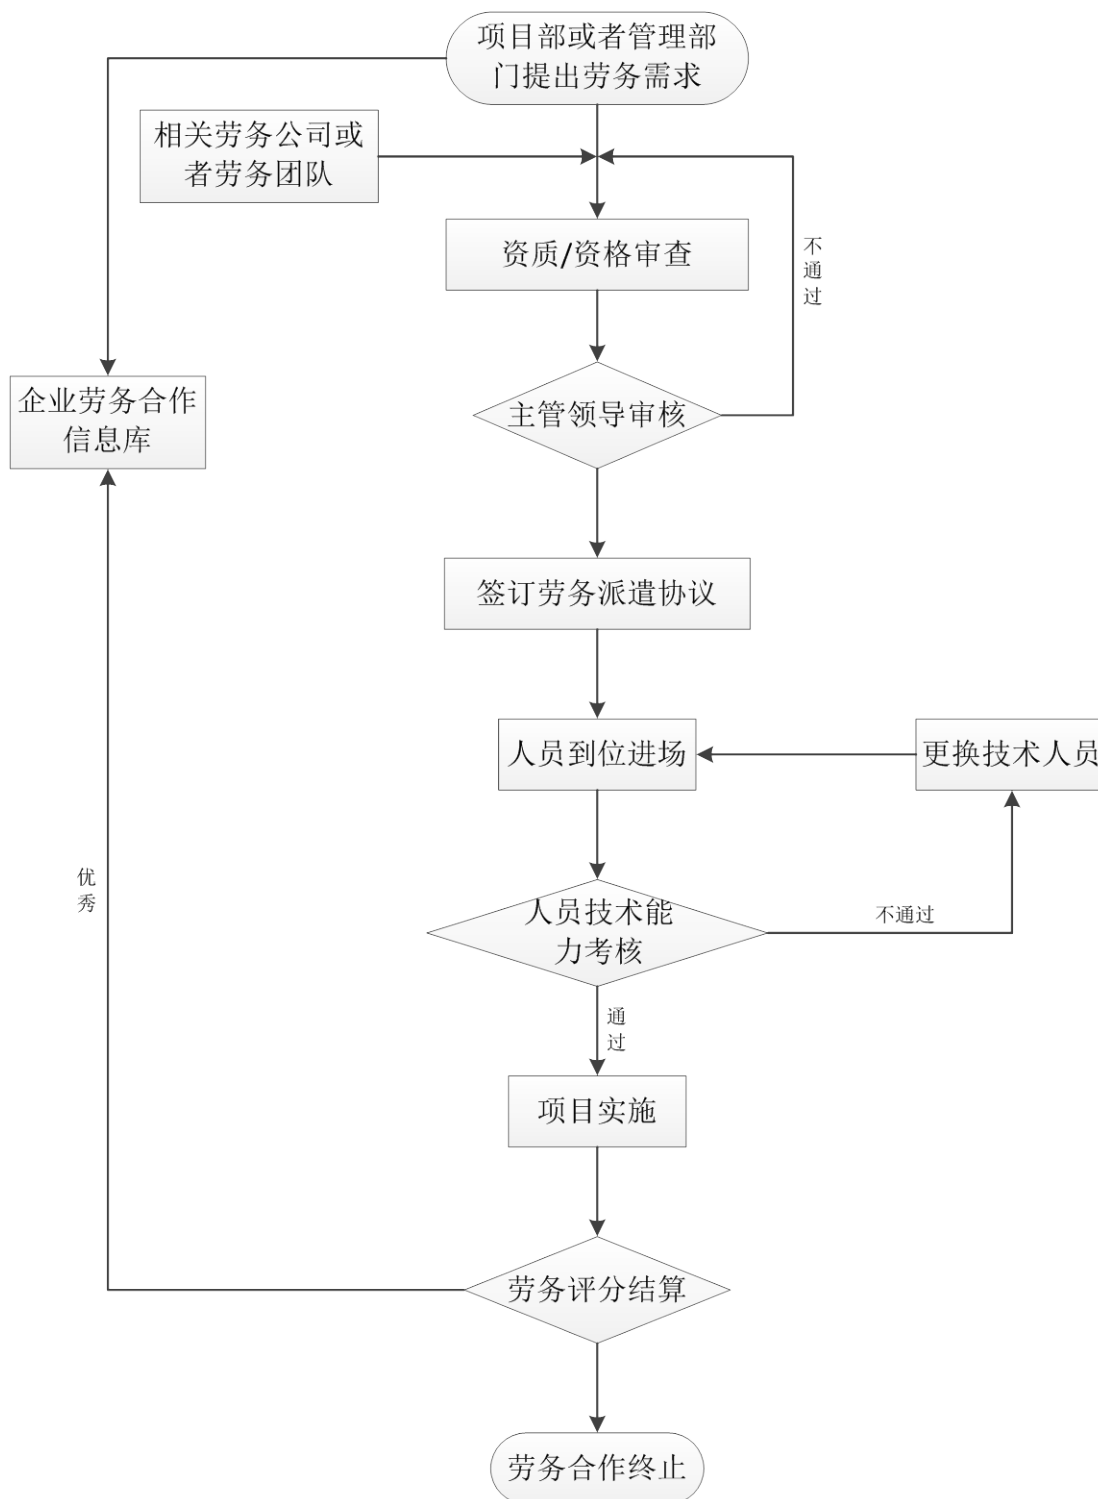 项目部或者管理部
门提出劳务需求
相关劳务公司或
者劳务团队
资质/资格审查
不
通
过
主管领导审核
企业劳务合作
信息库
签订劳务派遣协议
人员到位进场
更换技术人员
优
秀
人员技术能
力考核
不通过
通
过
项目实施
劳务评分结算
劳务合作终止